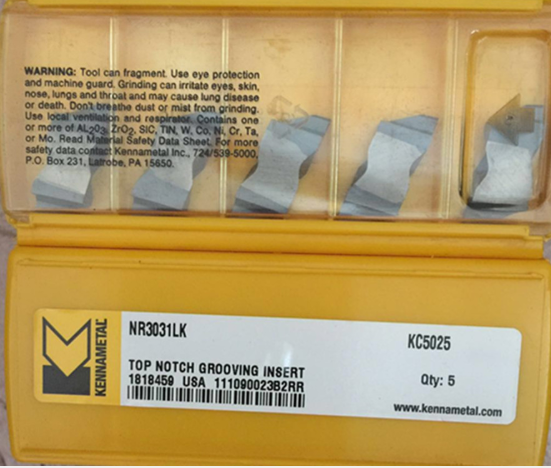 WARNING: Tool can fragment. Use eye protection
and machine guard. Grinding can irritate eyes, skin,
nose, lungs and throat and may cause lung disease
or death. Don't breathe dust or mist from grinding.
Use local ventilation and respirator. Contains one
or more of AL2O3, ZrO2, SIC, TIN, W, Co, Ni, Cr, Ta,
or Mo. Read Material Safety Data Sheet. For more
safety data contact Kennametal Inc., 724/539-5000,
P.O. Box 231, Latrobe, PA 15650.
KENNAMETAL
NR3031LK
KC5025
TOP NOTCH GROOVING INSERT
1818459 USA 111090023B2RR
Qty: 5
www.kennametal.com